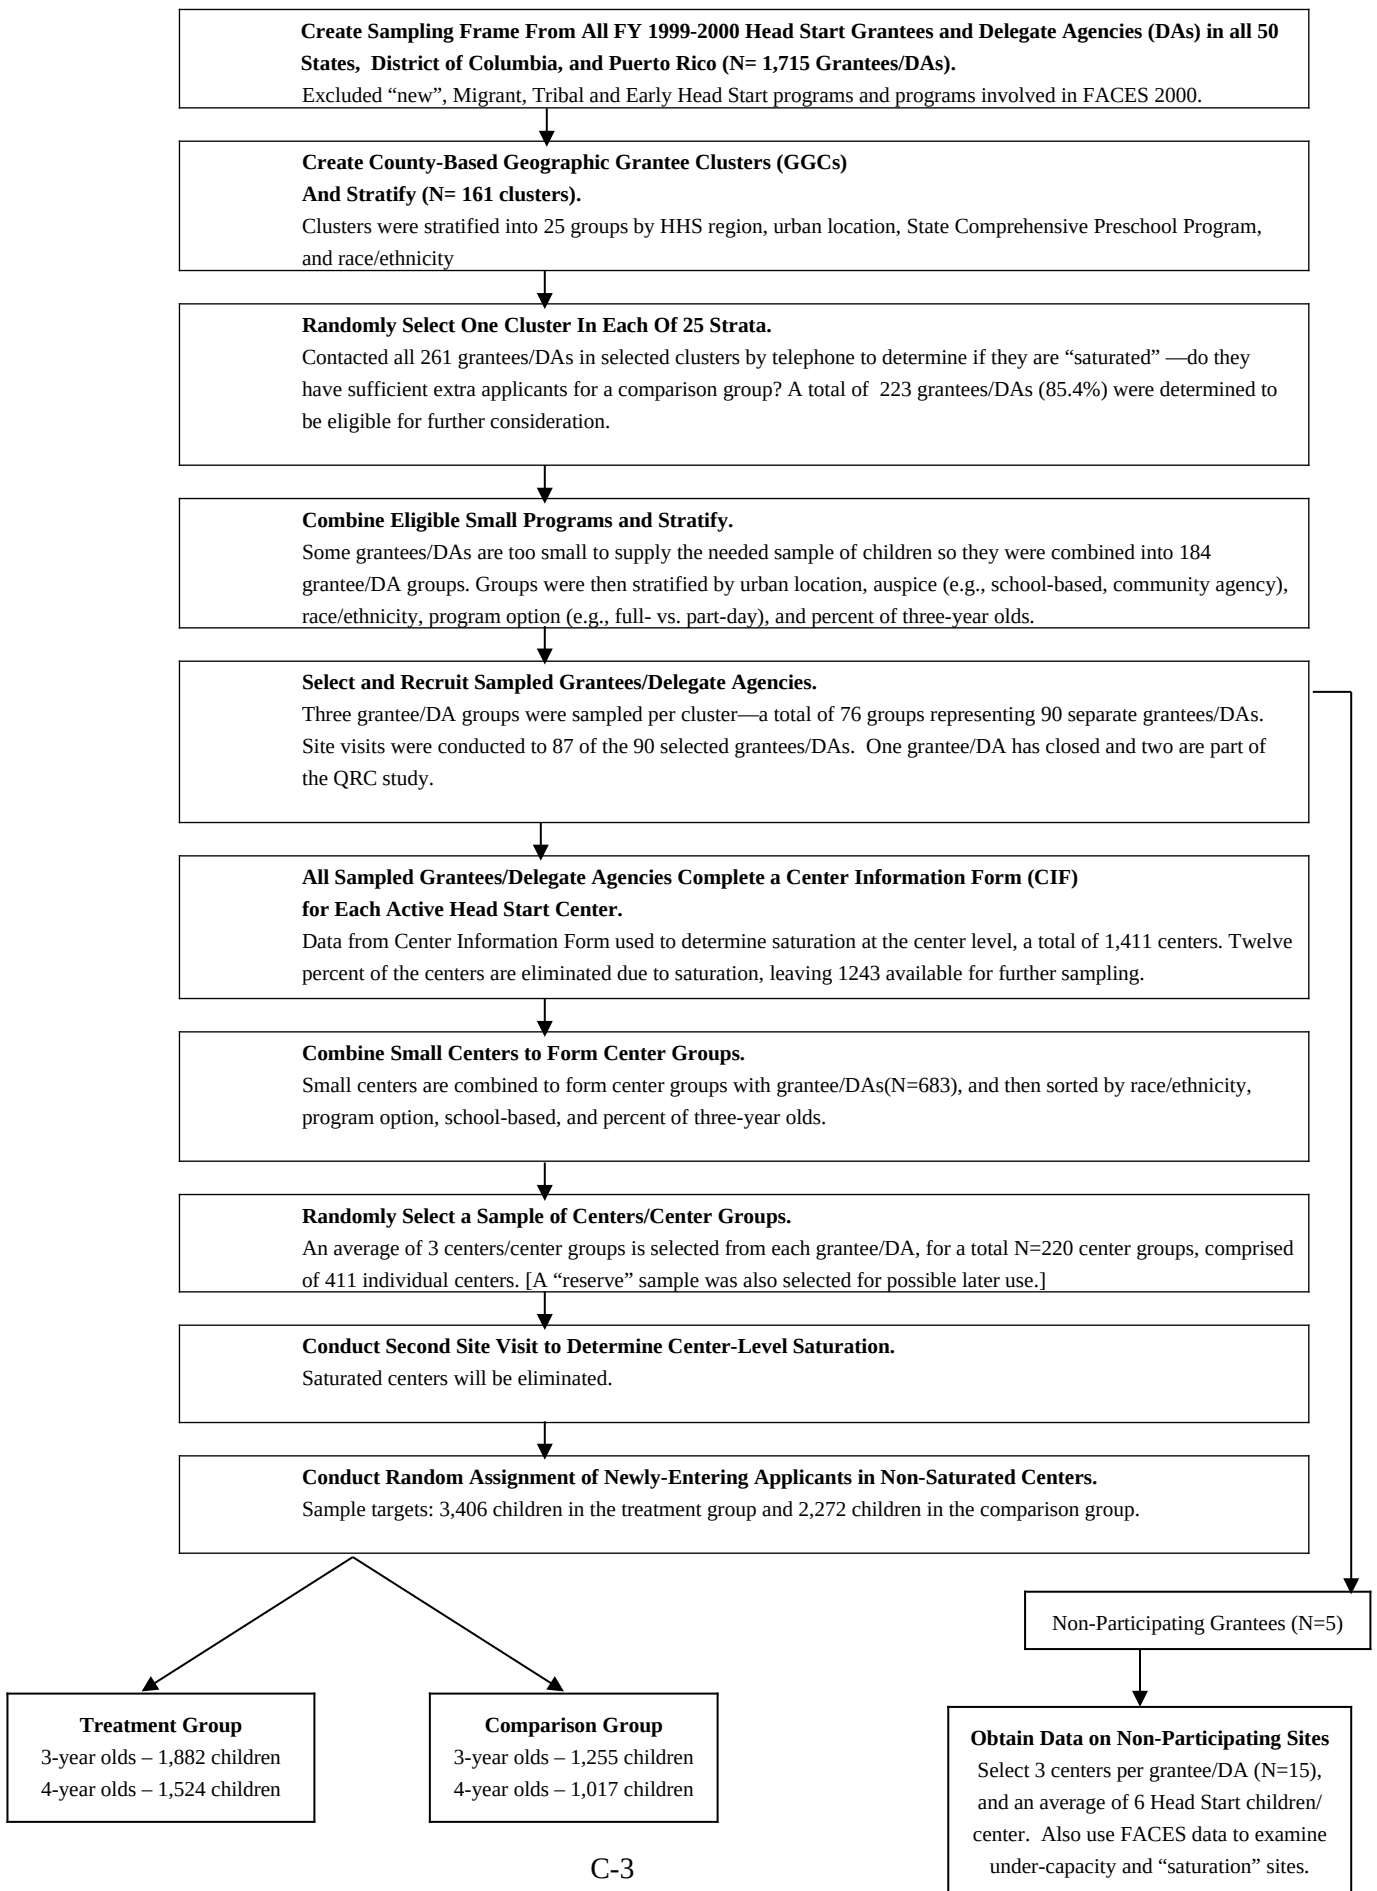 Create Sampling Frame From All FY 1999-2000 Head Start Grantees and Delegate Agencies (DAs) in all 50
States,  District of Columbia, and Puerto Rico (N= 1,715 Grantees/DAs).
Excluded “new”, Migrant, Tribal and Early Head Start programs and programs involved in FACES 2000.
Create County-Based Geographic Grantee Clusters (GGCs)
And Stratify (N= 161 clusters).
Clusters were stratified into 25 groups by HHS region, urban location, State Comprehensive Preschool Program,
and race/ethnicity
Randomly Select One Cluster In Each Of 25 Strata.
Contacted all 261 grantees/DAs in selected clusters by telephone to determine if they are “saturated” —do they
have sufficient extra applicants for a comparison group? A total of  223 grantees/DAs (85.4%) were determined to
be eligible for further consideration.
Combine Eligible Small Programs and Stratify.
Some grantees/DAs are too small to supply the needed sample of children so they were combined into 184
grantee/DA groups. Groups were then stratified by urban location, auspice (e.g., school-based, community agency),
race/ethnicity, program option (e.g., full- vs. part-day), and percent of three-year olds.
Select and Recruit Sampled Grantees/Delegate Agencies.
Three grantee/DA groups were sampled per cluster—a total of 76 groups representing 90 separate grantees/DAs.
Site visits were conducted to 87 of the 90 selected grantees/DAs.  One grantee/DA has closed and two are part of
the QRC study.
All Sampled Grantees/Delegate Agencies Complete a Center Information Form (CIF)
for Each Active Head Start Center.
Data from Center Information Form used to determine saturation at the center level, a total of 1,411 centers. Twelve
percent of the centers are eliminated due to saturation, leaving 1243 available for further sampling.
Combine Small Centers to Form Center Groups.
Small centers are combined to form center groups with grantee/DAs(N=683), and then sorted by race/ethnicity,
program option, school-based, and percent of three-year olds.
Randomly Select a Sample of Centers/Center Groups.
An average of 3 centers/center groups is selected from each grantee/DA, for a total N=220 center groups, comprised
of 411 individual centers. [A “reserve” sample was also selected for possible later use.]
Conduct Second Site Visit to Determine Center-Level Saturation.
Saturated centers will be eliminated.
Conduct Random Assignment of Newly-Entering Applicants in Non-Saturated Centers.
Sample targets: 3,406 children in the treatment group and 2,272 children in the comparison group.
Non-Participating Grantees (N=5)
Treatment Group
3-year olds – 1,882 children
4-year olds – 1,524 children
Comparison Group
3-year olds – 1,255 children
4-year olds – 1,017 children
Obtain Data on Non-Participating Sites
Select 3 centers per grantee/DA (N=15),
and an average of 6 Head Start children/
center.  Also use FACES data to examine
under-capacity and “saturation” sites.
C-3